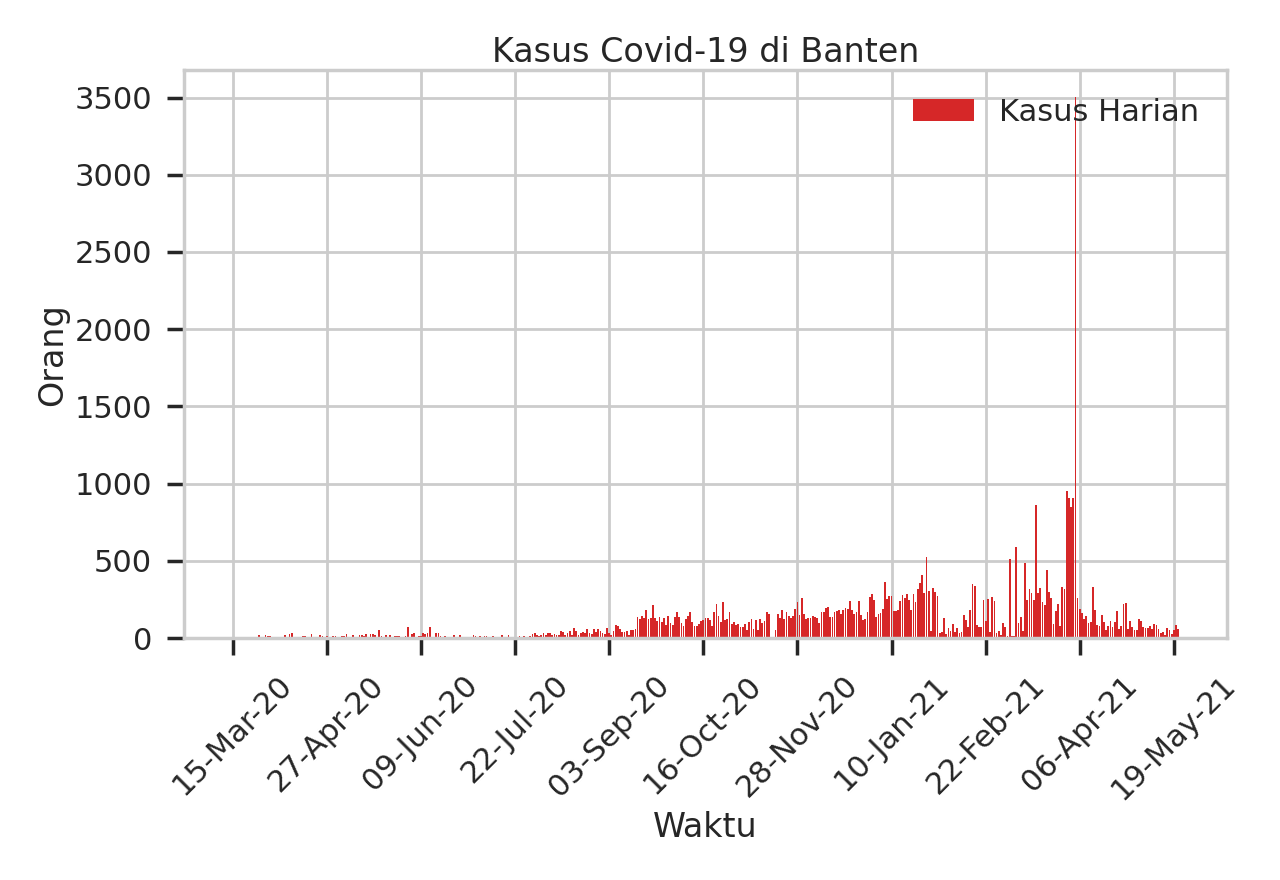 Kasus Covid-19 di Banten
Kasus Harian
3500
3000
2500
2000
1500
1000
500
0
Orang
15-Mar-20
27-Apr-20
09-Jun-20
22-Jul-20
03-Sep-20
16-Oct-20
28-Nov-20
10-Jan-21
22-Feb-21
06-Apr-21
19-May-21
Waktu